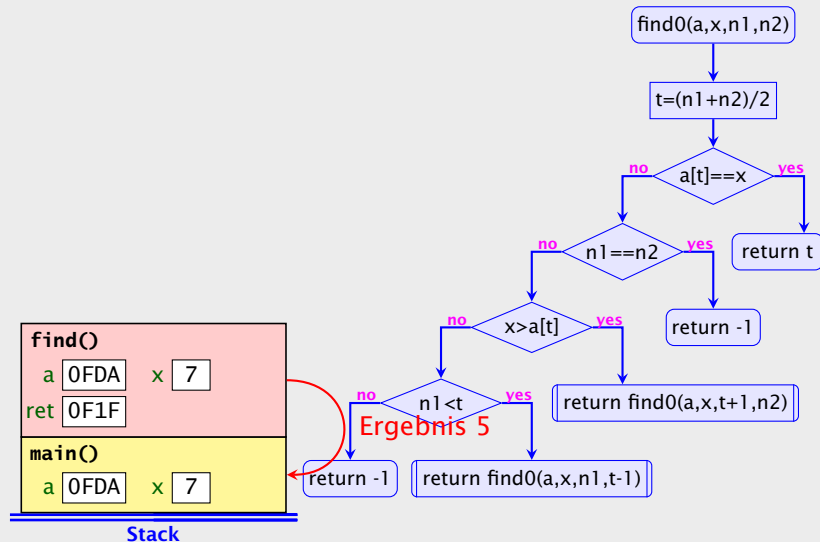 find0(a,x,n1,n2)
t=(n1+n2)/2
no a[t]==x yes
no n1==n2 yes
return t
no x>a[t] yes
return -1
find()
a 0FDA x 7
ret 0F1F
no n1<t yes
return find0(a,x,t+1,n2)
Ergebnis 5
main()
a 0FDA x 7
return -1
return find0(a,x,n1,t-1)
Stack